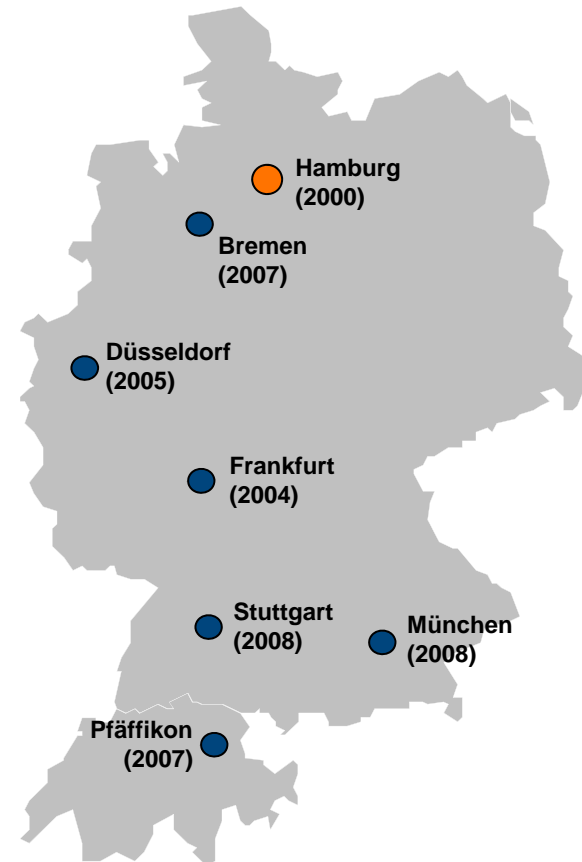 Hamburg
(2000)
Bremen
(2007)
Düsseldorf
(2005)
Frankfurt
(2004)
Stuttgart
(2008)
München
(2008)
Pfäffikon
(2007)